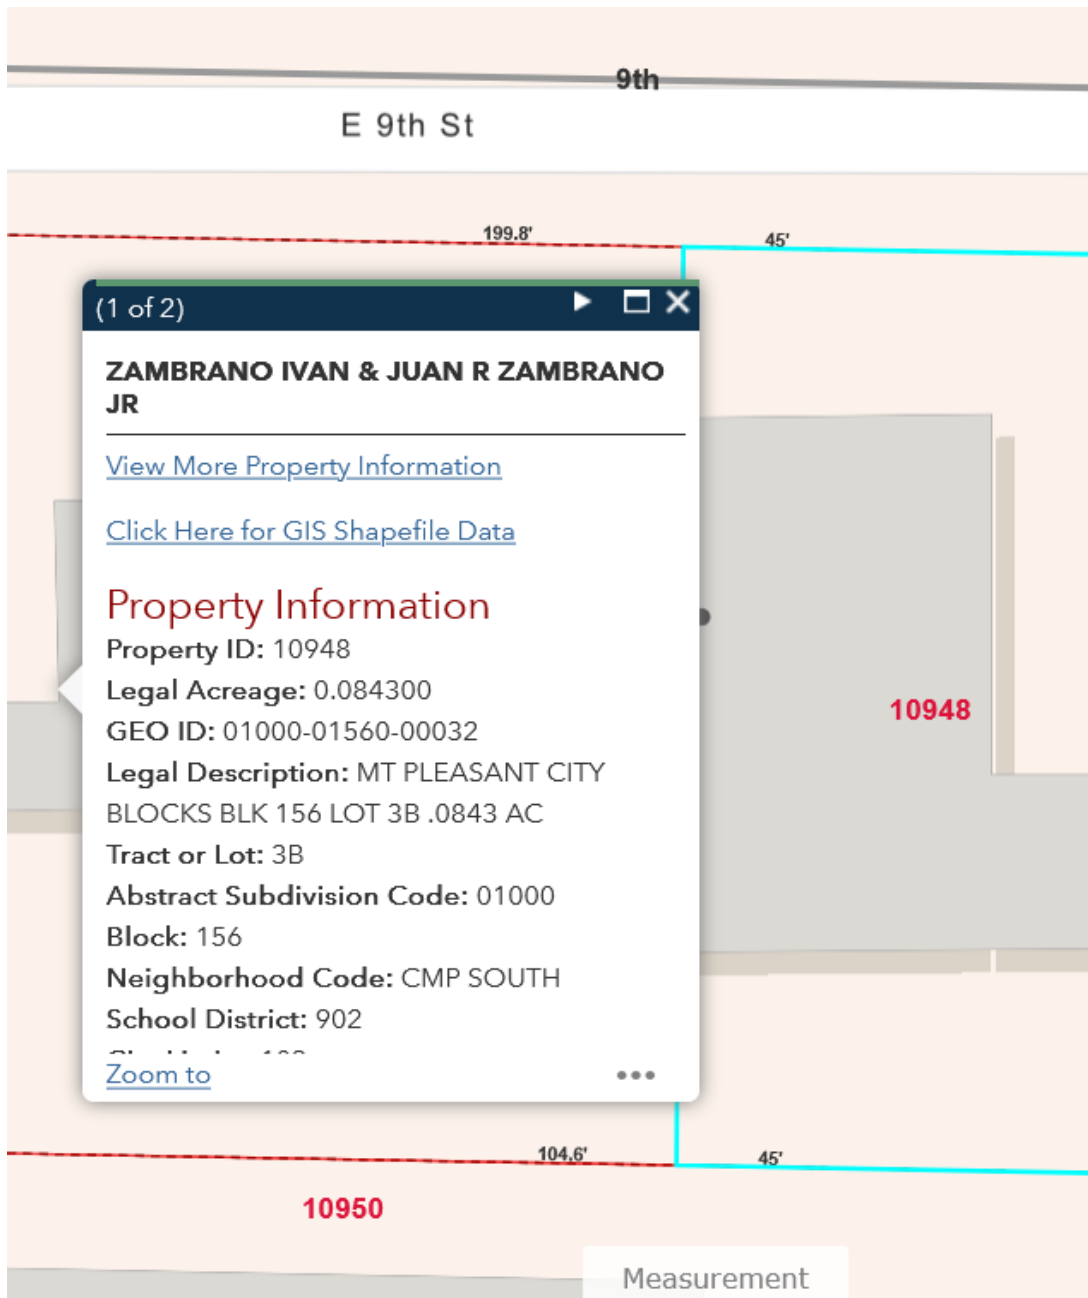 9th
E 9th St
199.8'
45'
(1 of 2)
ZAMBRANO IVAN & JUAN R ZAMBRANO
JR
View More Property Information
Click Here for GIS Shapefile Data
Property Information
Property ID: 10948
Legal Acreage: 0.084300
GEO ID: 01000-01560-00032
Legal Description: MT PLEASANT CITY
BLOCKS BLK 156 LOT 3B .0843 AC
Tract or Lot: 3B
Abstract Subdivision Code: 01000
Block: 156
Neighborhood Code: CMP SOUTH
School District: 902
Zoom to
10948
104.6'
45'
10950
Measurement